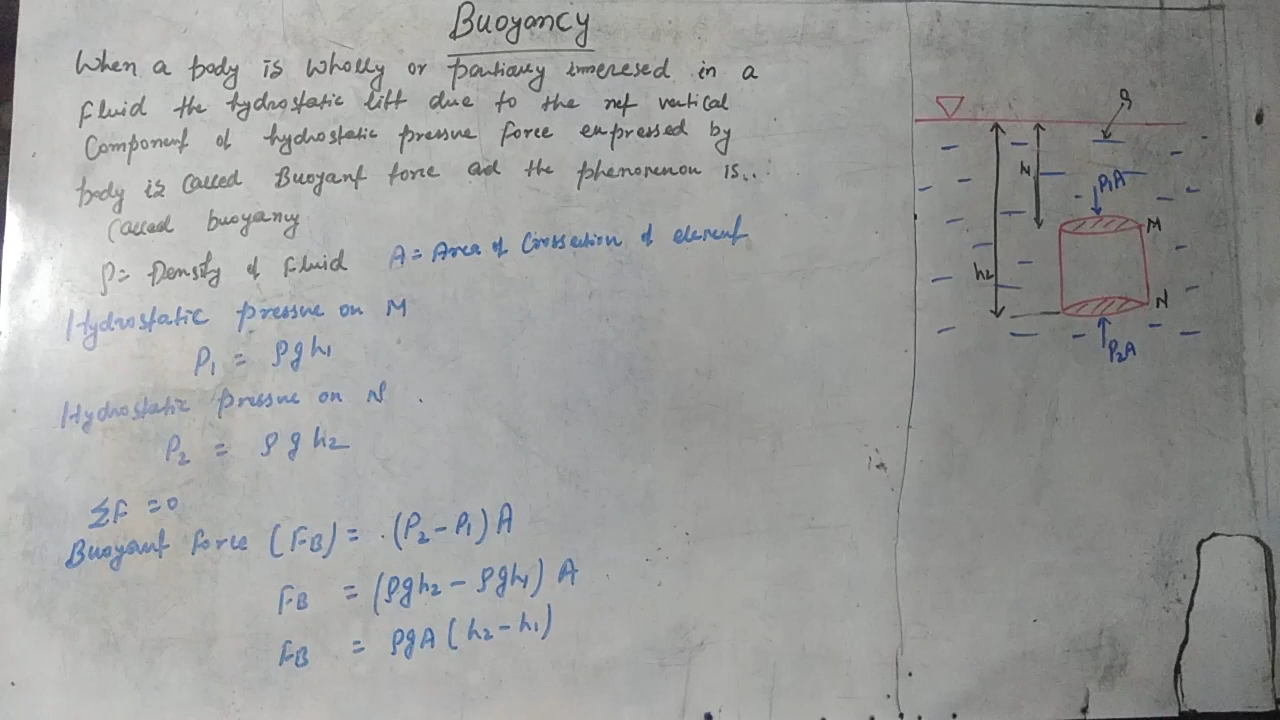 Buoyancy
When a body is wholly or partially imeresed in a
fluid the hydrostatic lift due to the net vertical
Component of hydrostatic pressure force expressed by
body is called Buoyant force ad the phenomenon is..
Called buoyancy
ρ= Density of fluid A = Area of Crossection of element
Hydrostatic pressure on M
P₁ = ρgh₁
Hydrostatic pressure on N.
P₂ = ρgh₂
ΣF = 0
Buoyant force (FB) = (P₂-P₁) A
FB = (ρgh₂ - ρgh₁) A
FB = ρgA (h₂-h₁)
ρ
h₁
P₁A
M
h₂
N
P₂A